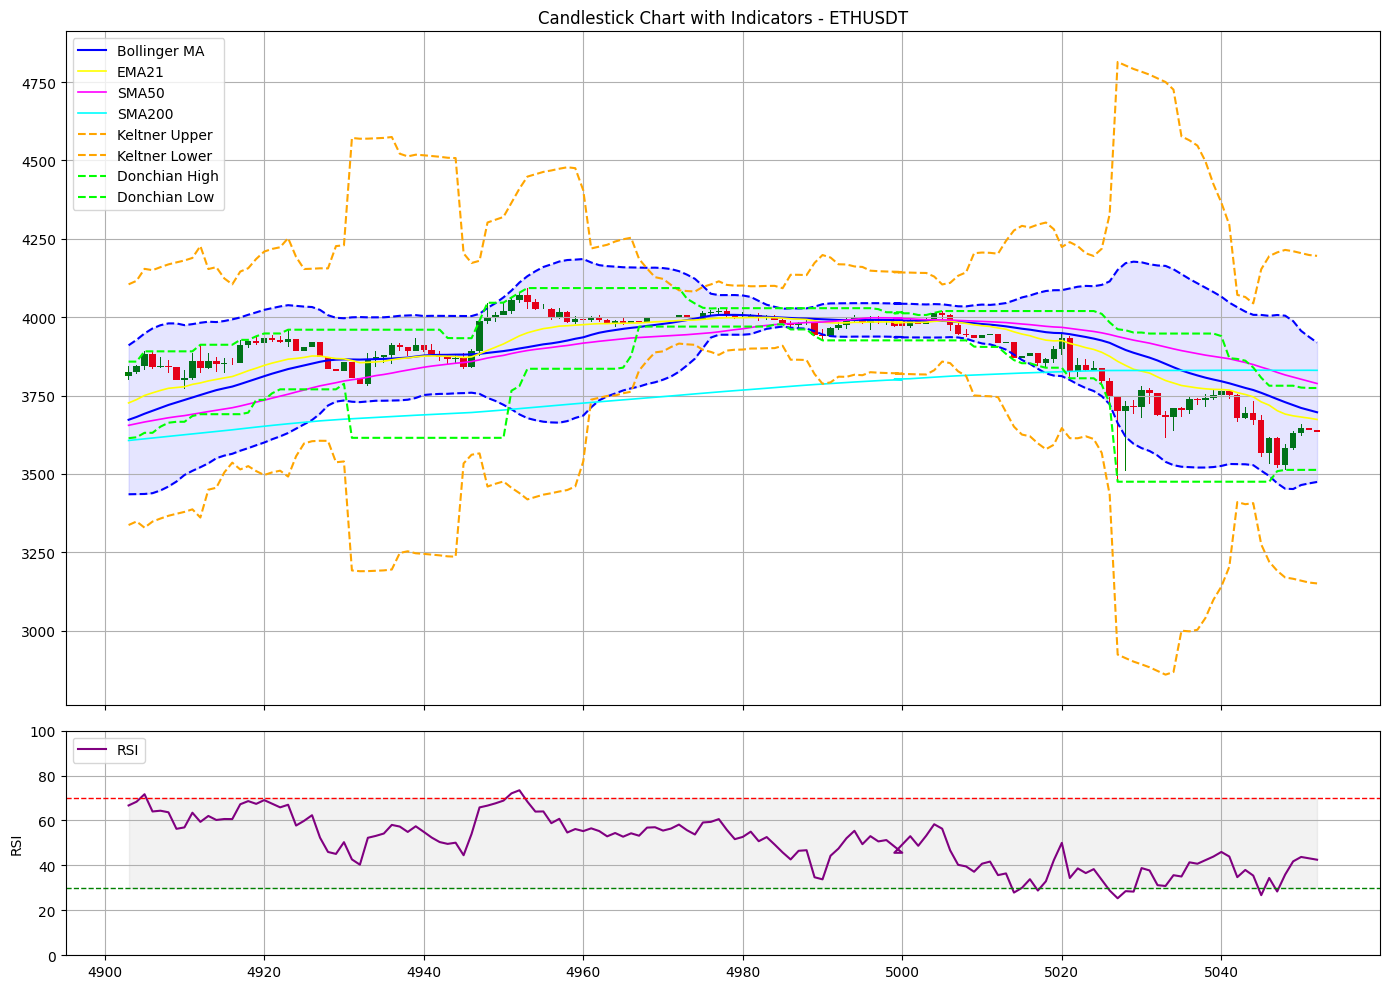 Candlestick Chart with Indicators - ETHUSDT
Bollinger MA
EMA21
SMA50
SMA200
Keltner Upper
Keltner Lower
Donchian High
Donchian Low
4750
4500
4250
4000
3750
3500
3250
3000
RSI
RSI
100
80
60
40
20
0
4900 4920 4940 4960 4980 5000 5020 5040